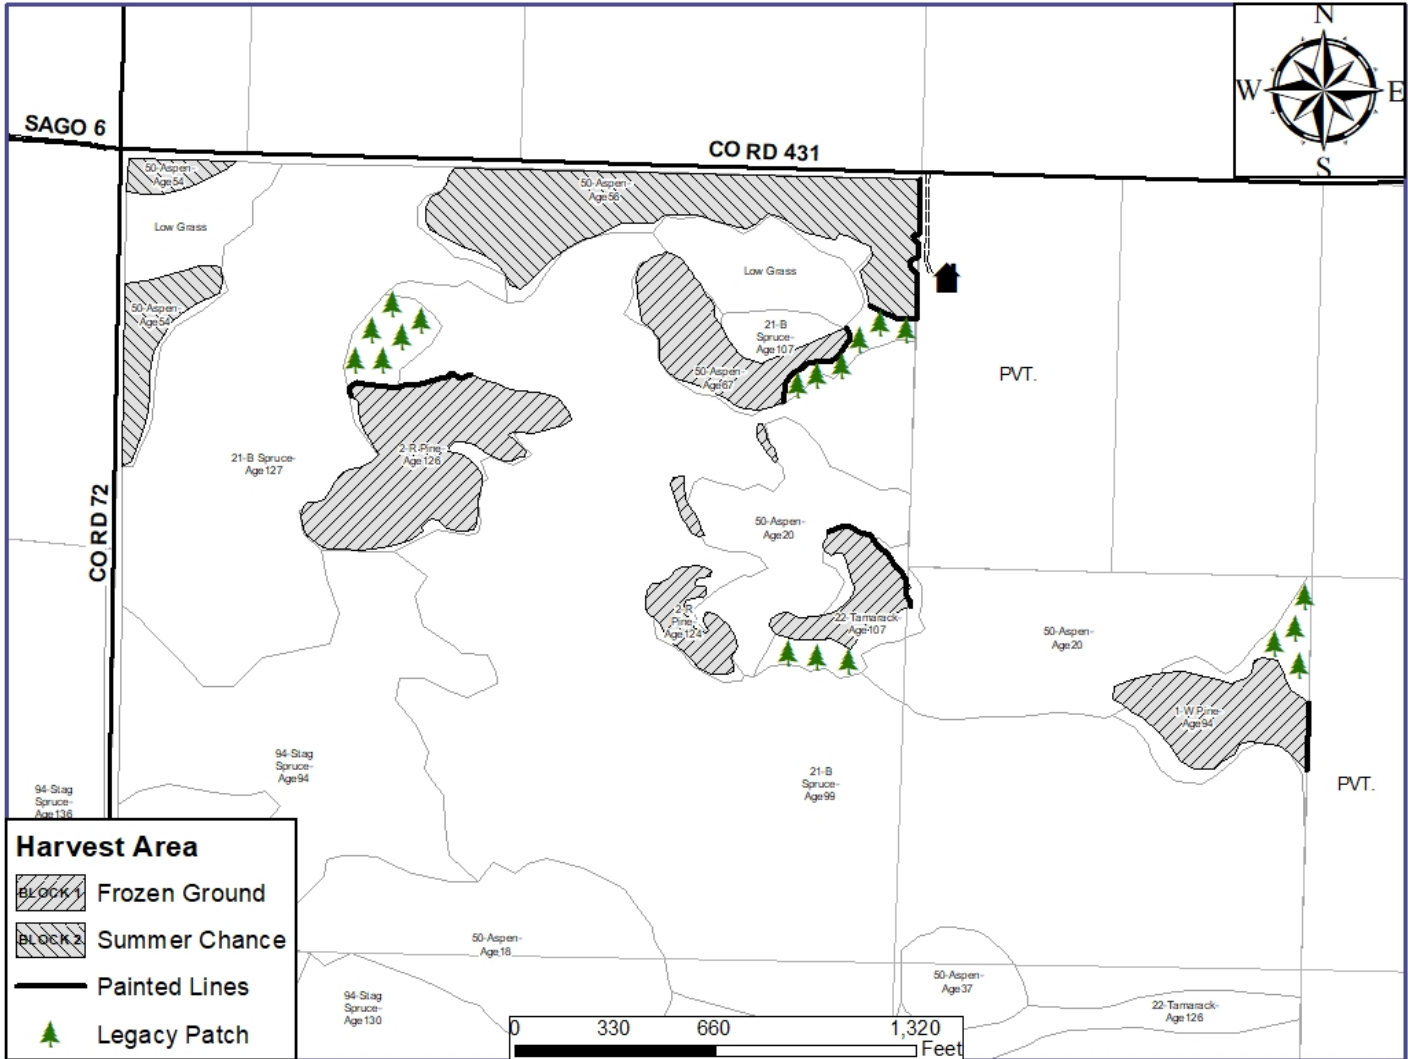 N
W
E
S
SAGO 6
CO RD 431
50-Aspen-
Age54
50-Aspen-
Age56
Low Grass
Low Grass
50-Aspen-
Age54
21-B
Spruce-
Age107
50-Aspen-
Age67
PVT.
2-R Pine-
Age126
21-B Spruce-
Age127
CO RD 72
50-Aspen-
Age20
2-R
Pine-
Age124
22-Tamarack-
Age107
50-Aspen-
Age20
1-W Pine-
Age94
94-Stag
Spruce-
Age94
21-B
Spruce-
Age99
PVT.
94-Stag
Spruce-
Age136
Harvest Area
BLOCK 1 Frozen Ground
BLOCK 2 Summer Chance
Painted Lines
Legacy Patch
50-Aspen-
Age18
50-Aspen-
Age37
94-Stag
Spruce-
Age130
22-Tamarack-
Age126
0 330 660 1,320
Feet